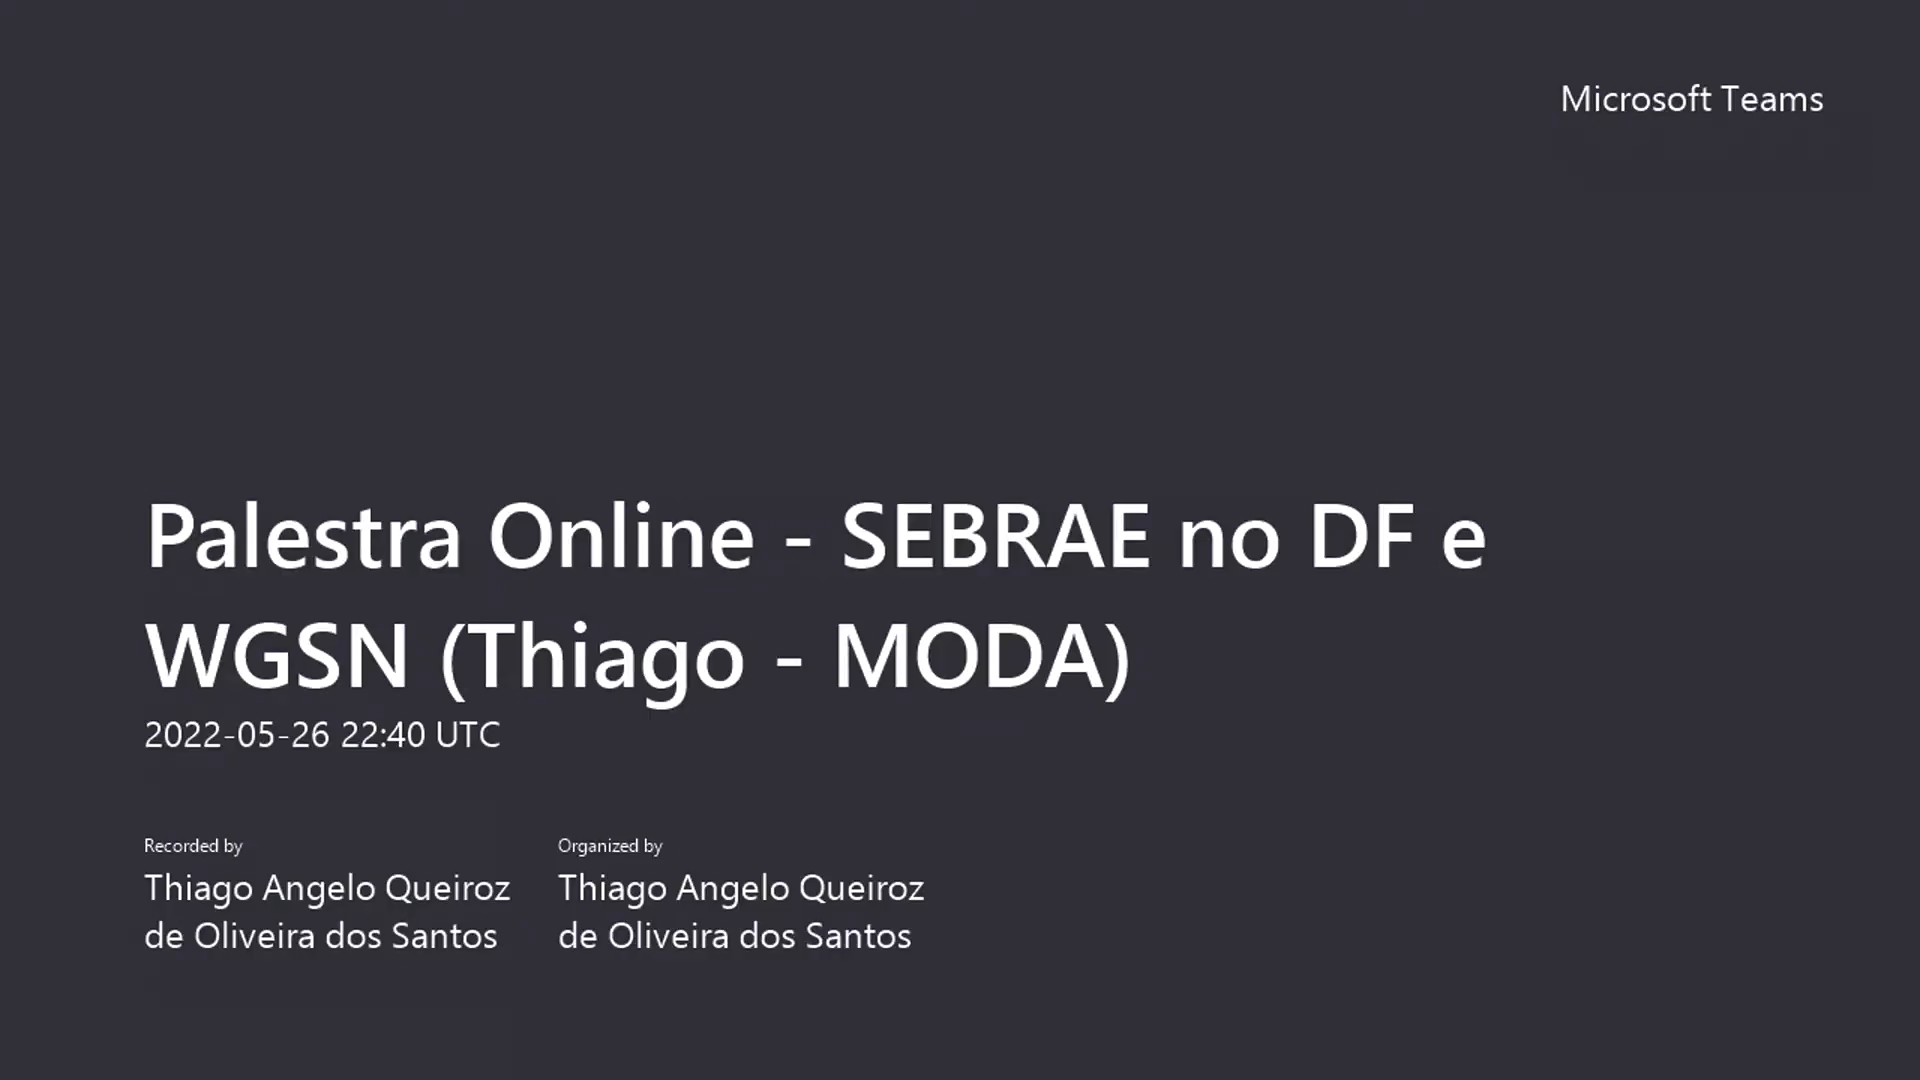 Microsoft Teams
Palestra Online - SEBRAE no DF e
WGSN (Thiago - MODA)
2022-05-26 22:40 UTC
Recorded by
Thiago Angelo Queiroz
de Oliveira dos Santos
Organized by
Thiago Angelo Queiroz
de Oliveira dos Santos